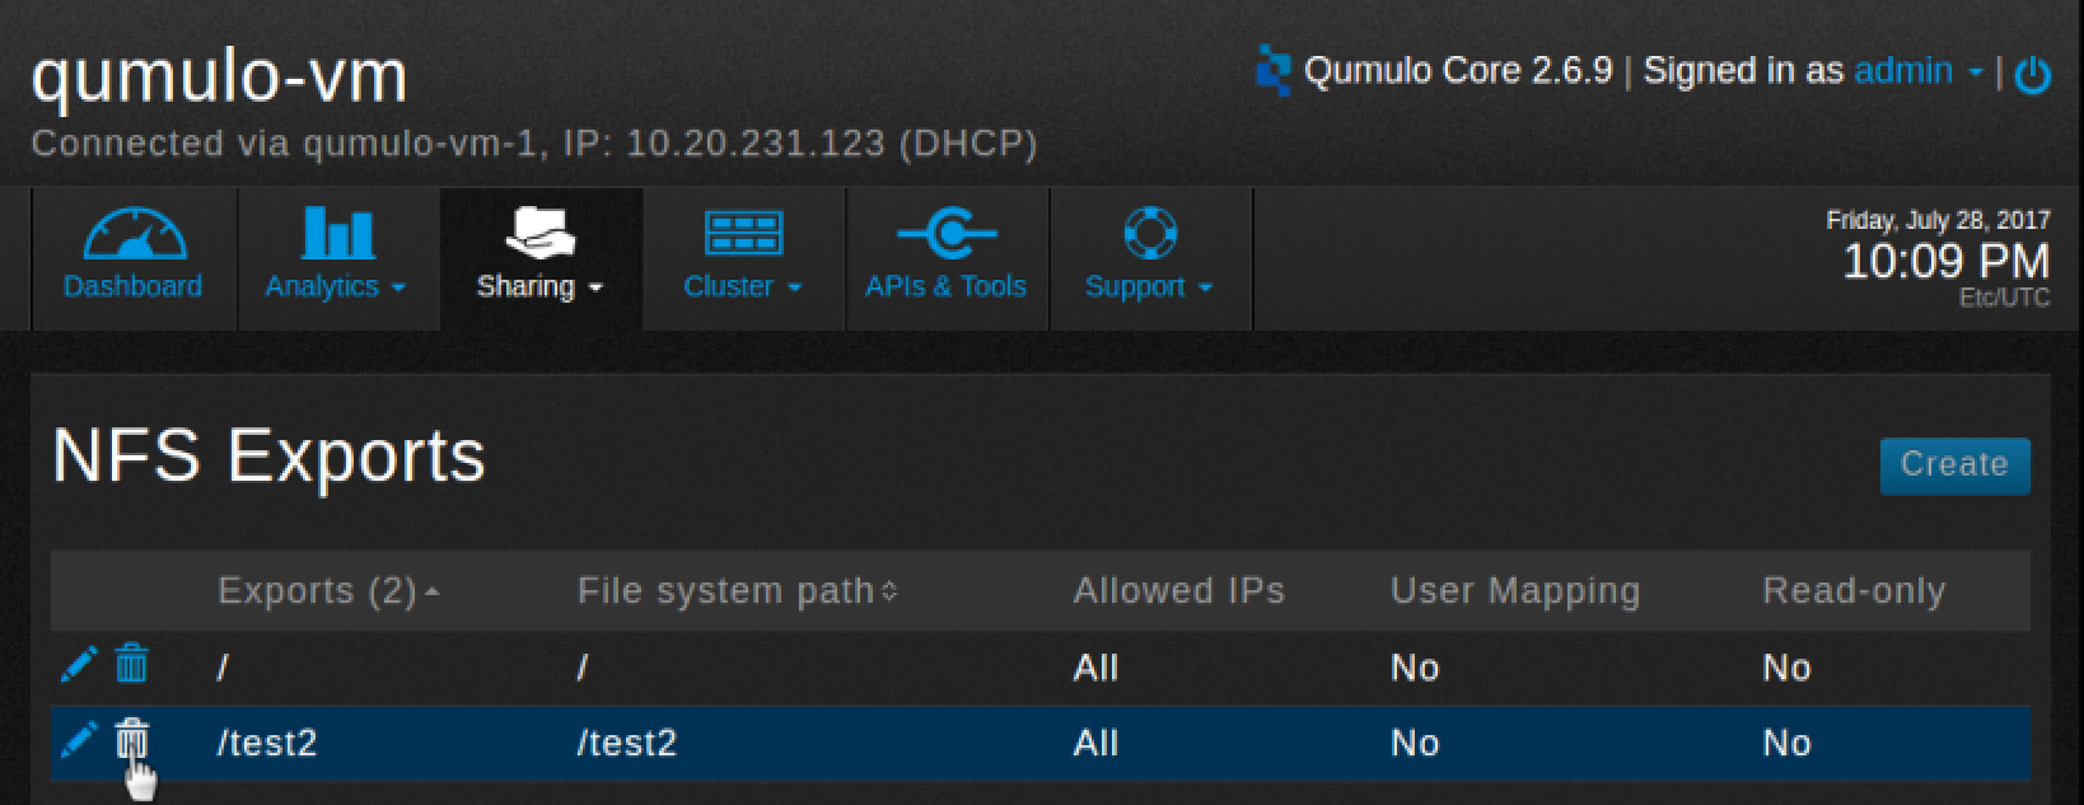 qumulo-vm
Qumulo Core 2.6.9 | Signed in as admin |
Connected via qumulo-vm-1, IP: 10.20.231.123 (DHCP)
Dashboard Analytics Sharing Cluster APIs & Tools Support
Friday, July 28, 2017
10:09 PM
Etc/UTC
NFS Exports
Create
Exports (2) File system path Allowed IPs User Mapping Read-only
/ / All No No
/test2 /test2 All No No